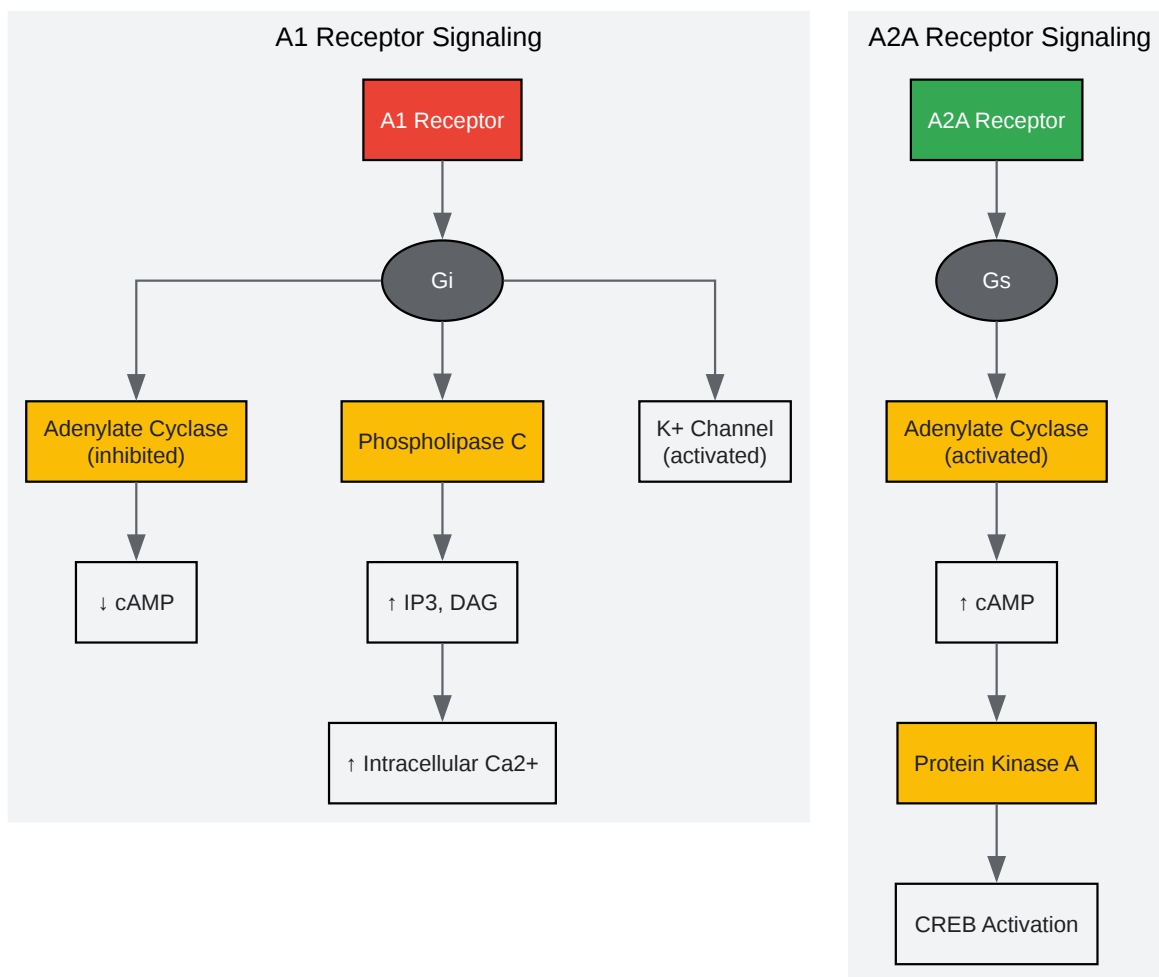 A1 Receptor Signaling
A1 Receptor
Gi
Adenylate Cyclase
(inhibited)
Phospholipase C
K+ Channel
(activated)
↓ cAMP
↑ IP3, DAG
↑ Intracellular Ca2+
A2A Receptor Signaling
A2A Receptor
Gs
Adenylate Cyclase
(activated)
↑ cAMP
Protein Kinase A
CREB Activation